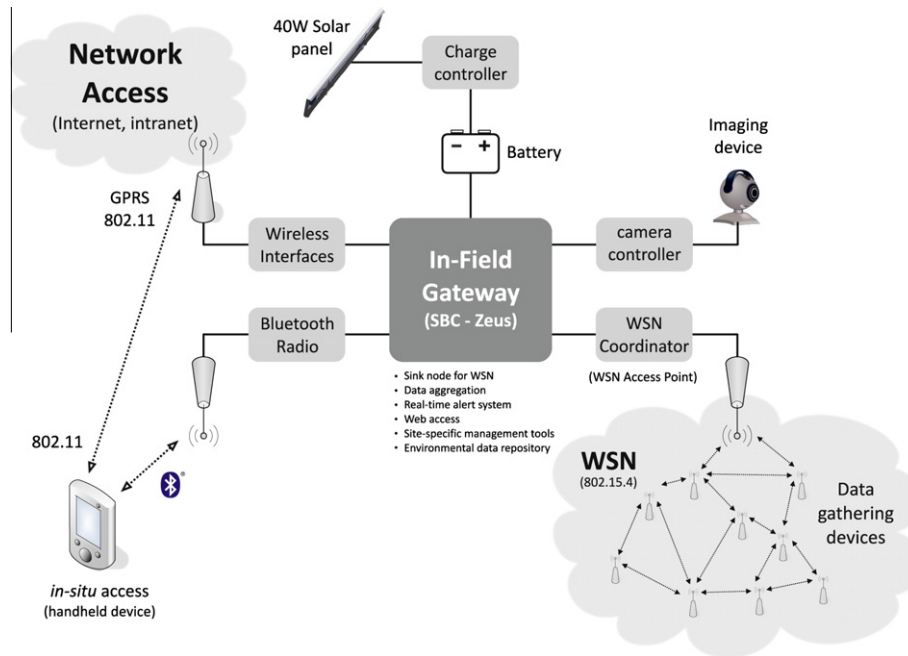 40W Solar
panel
Charge
controller
Network
Access
(Internet, intranet)
Battery
Imaging
device
GPRS
802.11
Wireless
Interfaces
In-Field
Gateway
(SBC - Zeus)
camera
controller
Bluetooth
Radio
WSN
Coordinator
(WSN Access Point)
• Sink node for WSN
• Data aggregation
• Real-time alert system
• Web access
• Site-specific management tools
• Environmental data repository
802.11
®
WSN
(802.15.4)
Data
gathering
devices
in-situ access
(handheld device)